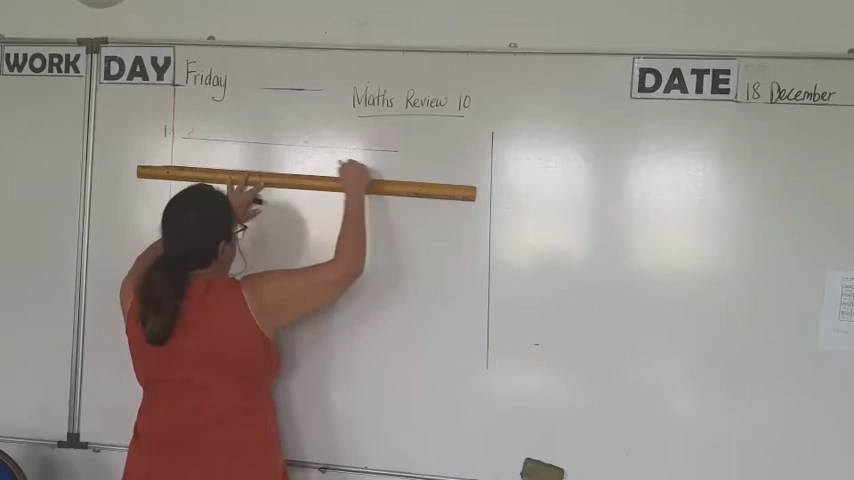 WORK
DAY Friday
DATE 18 December
Maths Review 10
1.